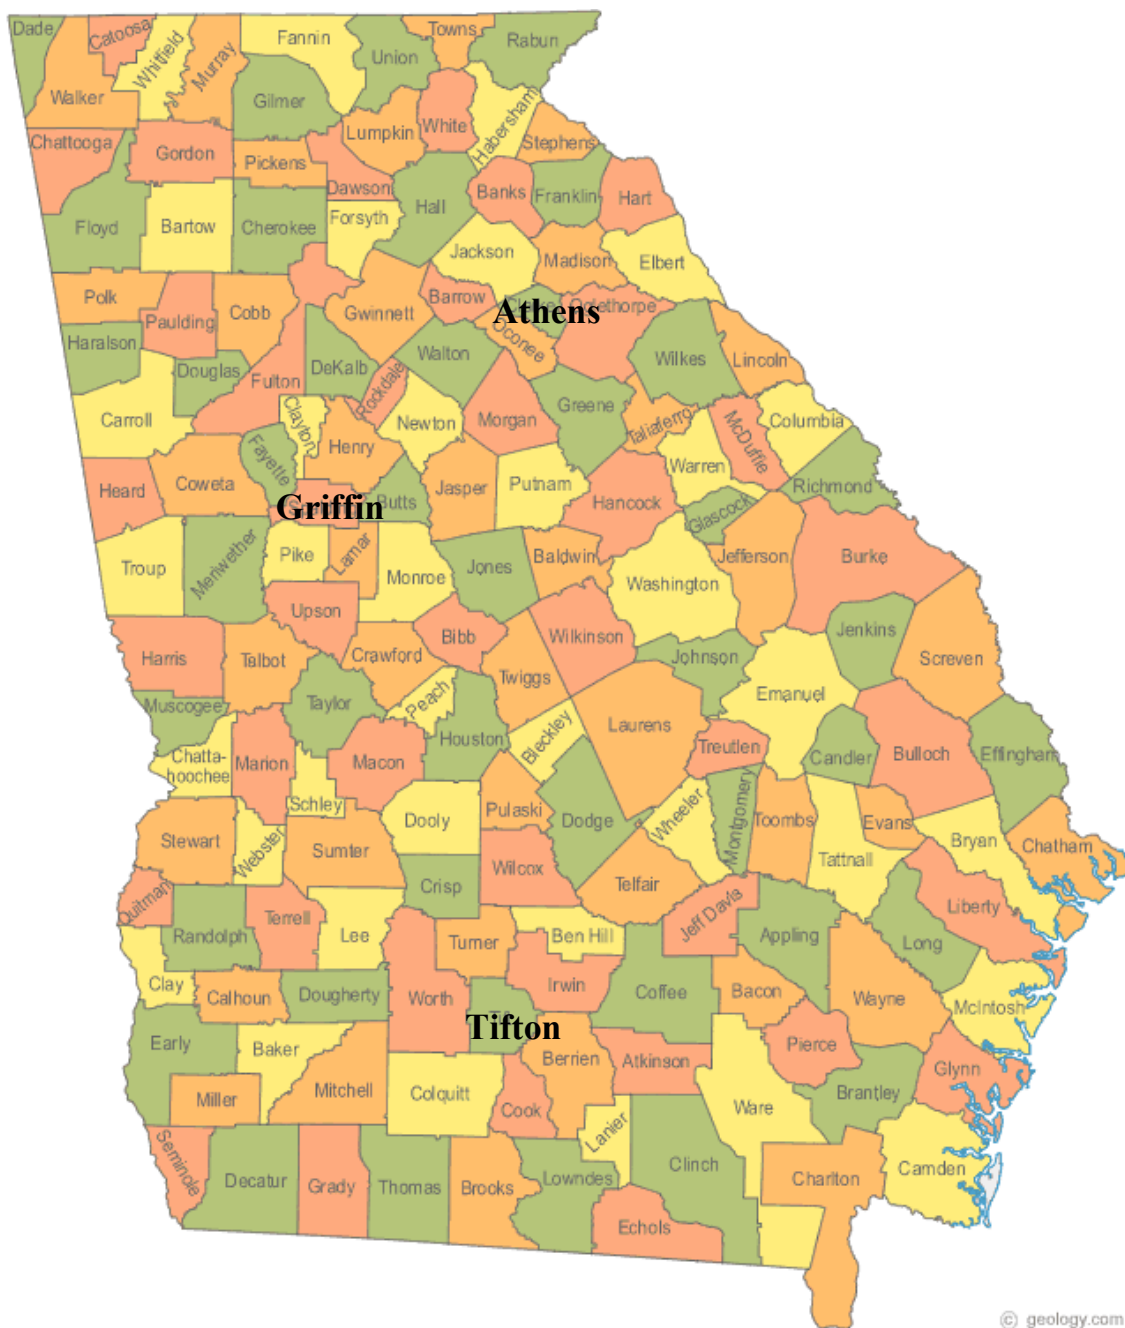 Dade
Catoosa
Whitfield
Murray
Fannin
Union
Towns
Rabun
Walker
Gilmer
Lumpkin
White
Habersham
Stephens
Chattooga
Gordon
Pickens
Dawson
Hall
Banks
Franklin
Hart
Floyd
Bartow
Cherokee
Forsyth
Jackson
Madison
Elbert
Polk
Paulding
Cobb
Gwinnett
Barrow
Athens
Oglethorpe
Oconee
Haralson
Douglas
Fulton
DeKalb
Rockdale
Walton
Wilkes
Lincoln
Carroll
Clayton
Henry
Newton
Morgan
Greene
Taliaferro
McDuffie
Columbia
Heard
Coweta
Fayette
Griffin
Butts
Jasper
Putnam
Hancock
Warren
Glascock
Richmond
Troup
Meriwether
Pike
Lamar
Monroe
Jones
Baldwin
Washington
Jefferson
Burke
Upson
Bibb
Wilkinson
Jenkins
Screven
Harris
Talbot
Crawford
Twiggs
Johnson
Emanuel
Muscogee
Taylor
Peach
Houston
Bleckley
Laurens
Treutlen
Candler
Bulloch
Effingham
Chatta-
hoochee
Marion
Schley
Macon
Dooly
Pulaski
Dodge
Wheeler
Montgomery
Toombs
Tattnall
Evans
Bryan
Chatham
Stewart
Webster
Sumter
Crisp
Wilcox
Telfair
Jeff Davis
Appling
Long
Liberty
Quitman
Randolph
Terrell
Lee
Turner
Ben Hill
Clay
Calhoun
Dougherty
Worth
Irwin
Coffee
Bacon
Wayne
McIntosh
Early
Baker
Tifton
Berrien
Atkinson
Pierce
Glynn
Miller
Mitchell
Colquitt
Cook
Lanier
Ware
Brantley
Seminole
Decatur
Grady
Thomas
Brooks
Lowndes
Clinch
Echols
Charlton
Camden
© geology.com